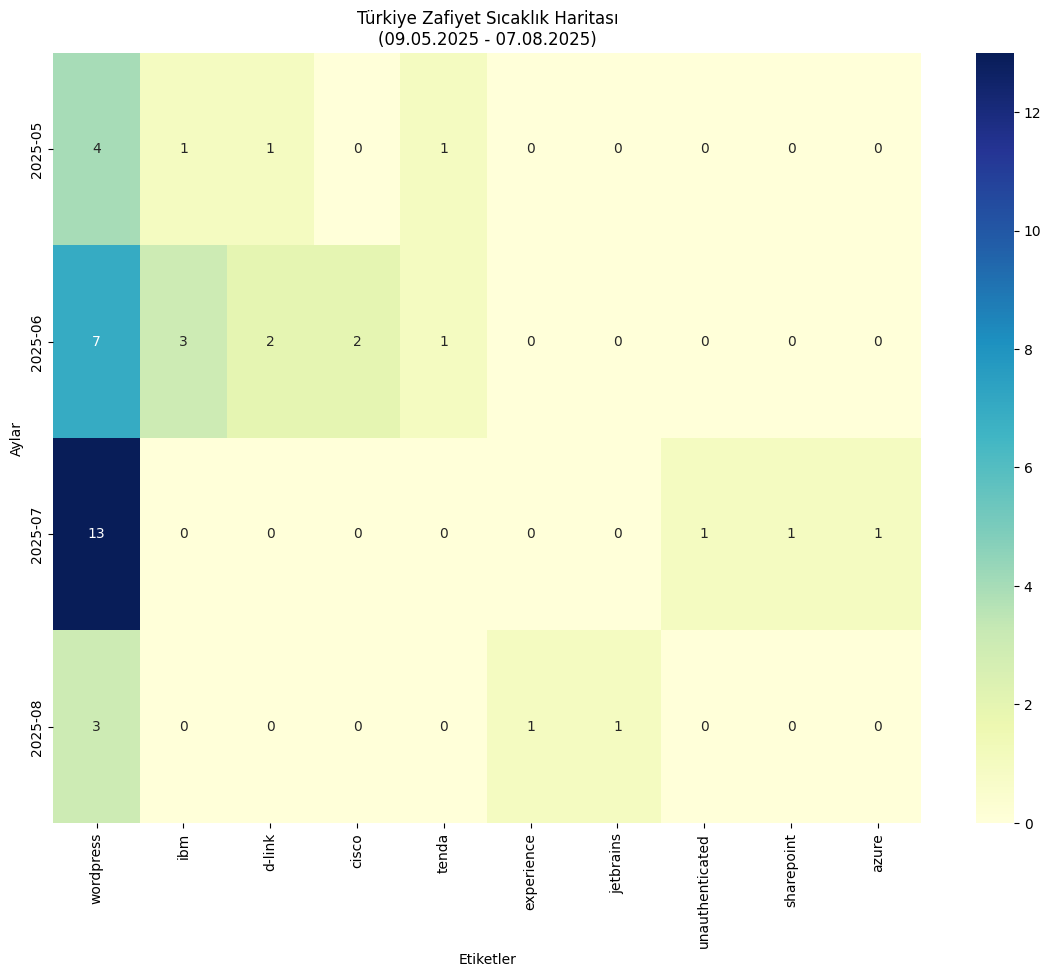 Türkiye Zafiyet Sıcaklık Haritası
(09.05.2025 - 07.08.2025)
Aylar
2025-05
4 1 1 0 1 0 0 0 0 0
2025-06
7 3 2 2 1 0 0 0 0 0
2025-07
13 0 0 0 0 0 0 1 1 1
2025-08
3 0 0 0 0 1 1 0 0 0
wordpress
ibm
d-link
cisco
tenda
experience
jetbrains
unauthenticated
sharepoint
azure
Etiketler
12
10
8
6
4
2
0